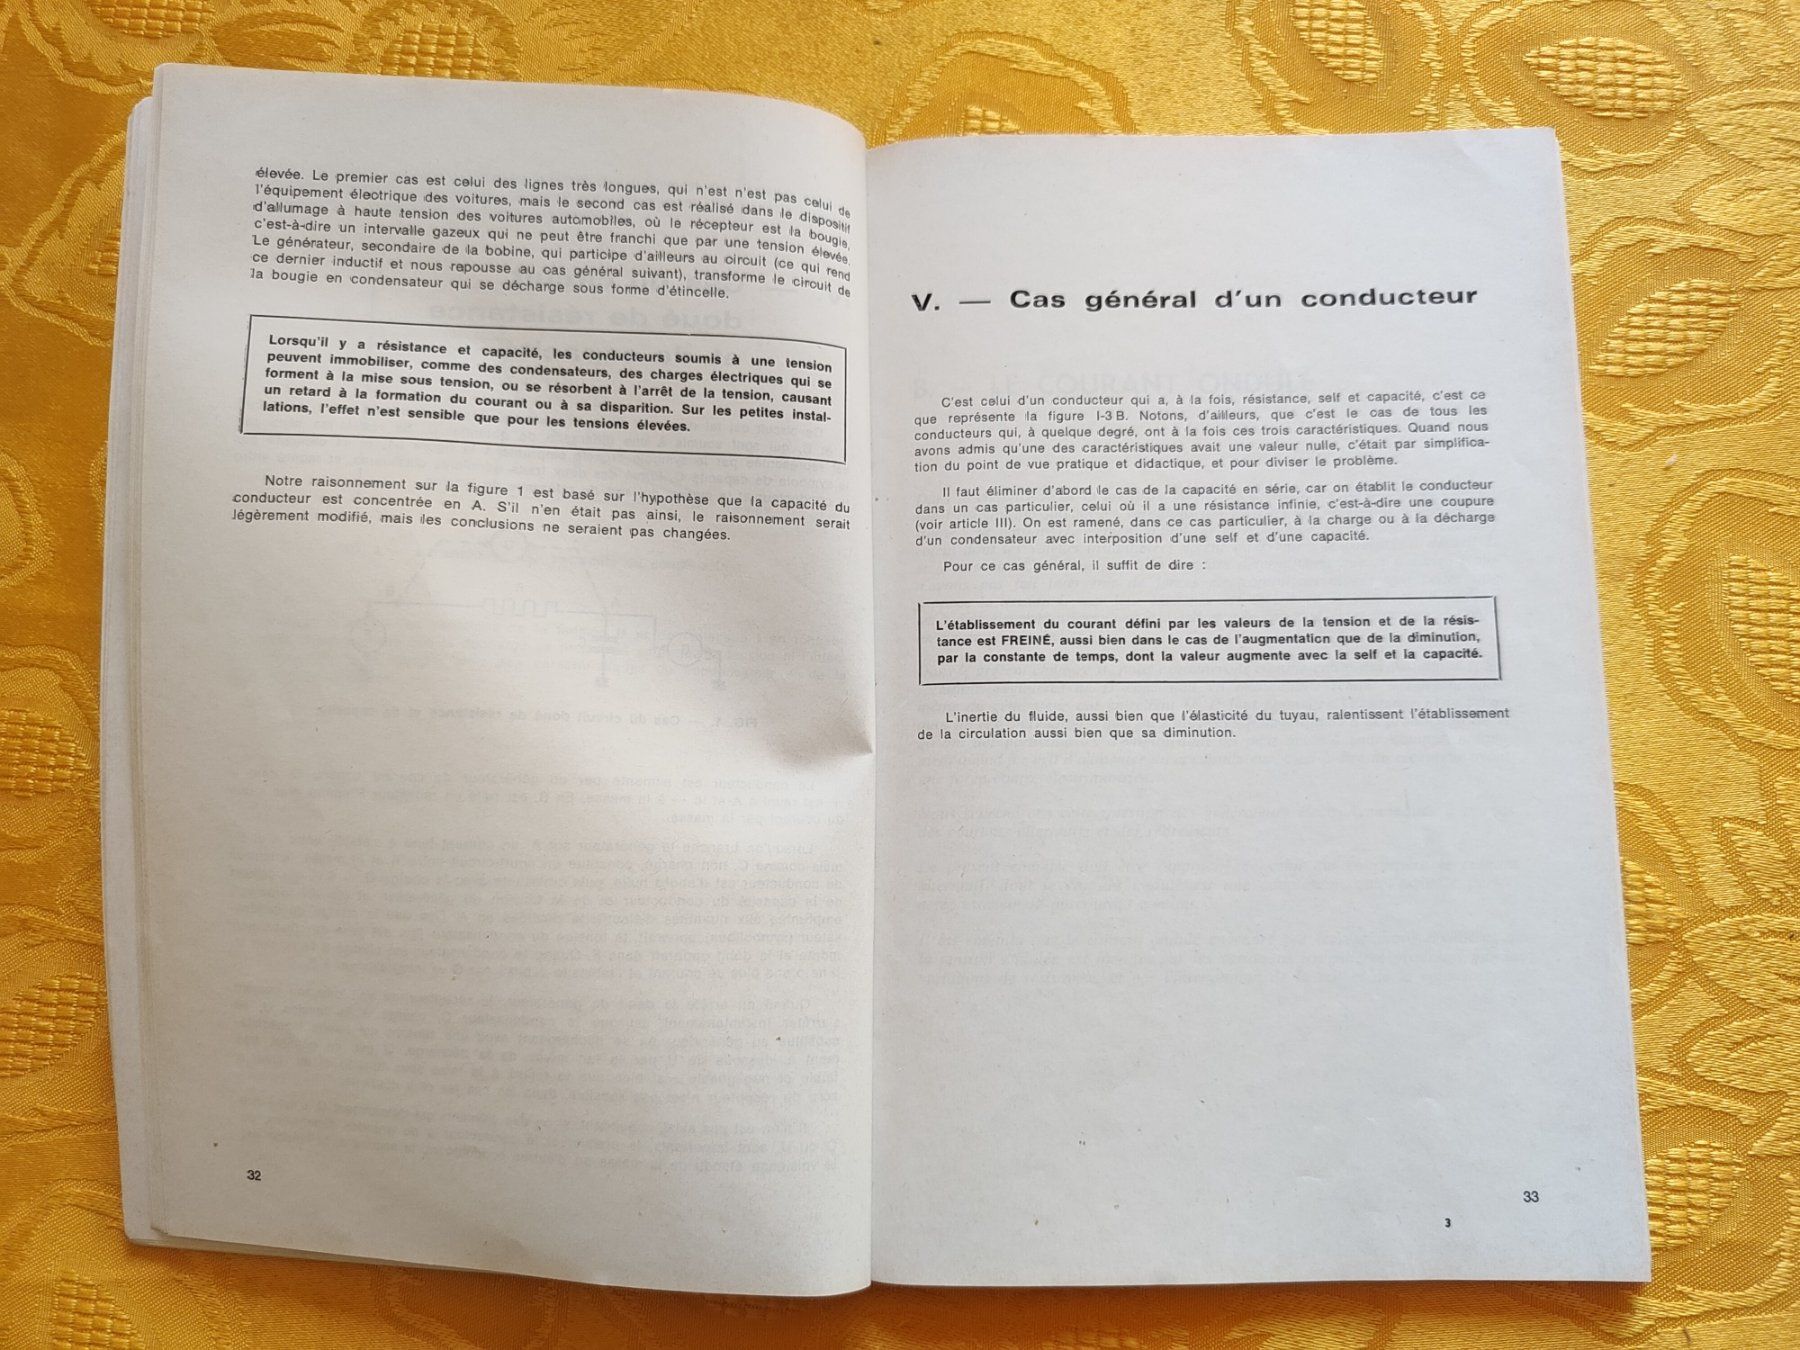 élevée. Le premier cas est celui des lignes très longues, qui n'est n'est pas celui de
l'équipement électrique des voitures, mais le second cas est réalisé dans le dispositif
d'allumage à haute tension des voitures automobiles, où le récepteur est la bougie,
c'est-à-dire un intervalle gazeux qui ne peut être franchi que par une tension élevée.
Le générateur, secondaire de la bobine, qui participe d'ailleurs au circuit (ce qui rend
ce dernier inductif et nous repousse au cas général suivant), transforme le circuit de
la bougie en condensateur qui se décharge sous forme d'étincelle.
Lorsqu'il y a résistance et capacité, les conducteurs soumis à une tension
peuvent immobiliser, comme des condensateurs, des charges électriques qui se
forment à la mise sous tension, ou se résorbent à l'arrêt de la tension, causant
un retard à la formation du courant ou à sa disparition. Sur les petites instal-
lations, l'effet n'est sensible que pour les tensions élevées.
Notre raisonnement sur la figure 1 est basé sur l'hypothèse que la capacité du
conducteur est concentrée en A. S'il n'en était pas ainsi, le raisonnement serait
légèrement modifié, mais les conclusions ne seraient pas changées.
32
V. — Cas général d'un conducteur
C'est celui d'un conducteur qui a, à la fois, résistance, self et capacité, c'est ce
que représente la figure I-3 B. Notons, d'ailleurs, que c'est le cas de tous les
conducteurs qui, à quelque degré, ont à la fois ces trois caractéristiques. Quand nous
avons admis qu'une des caractéristiques avait une valeur nulle, c'était par simplifica-
tion du point de vue pratique et didactique, et pour diviser le problème.
Il faut éliminer d'abord le cas de la capacité en série, car on établit le conducteur
dans un cas particulier, celui où il a une résistance infinie, c'est-à-dire une coupure
(voir article III). On est ramené, dans ce cas particulier, à la charge ou à la décharge
d'un condensateur avec interposition d'une self et d'une capacité.
Pour ce cas général, il suffit de dire :
L'établissement du courant défini par les valeurs de la tension et de la résis-
tance est FREINÉ, aussi bien dans le cas de l'augmentation que de la diminution,
par la constante de temps, dont la valeur augmente avec la self et la capacité.
L'inertie du fluide, aussi bien que l'élasticité du tuyau, ralentissent l'établissement
de la circulation aussi bien que sa diminution.
33
3